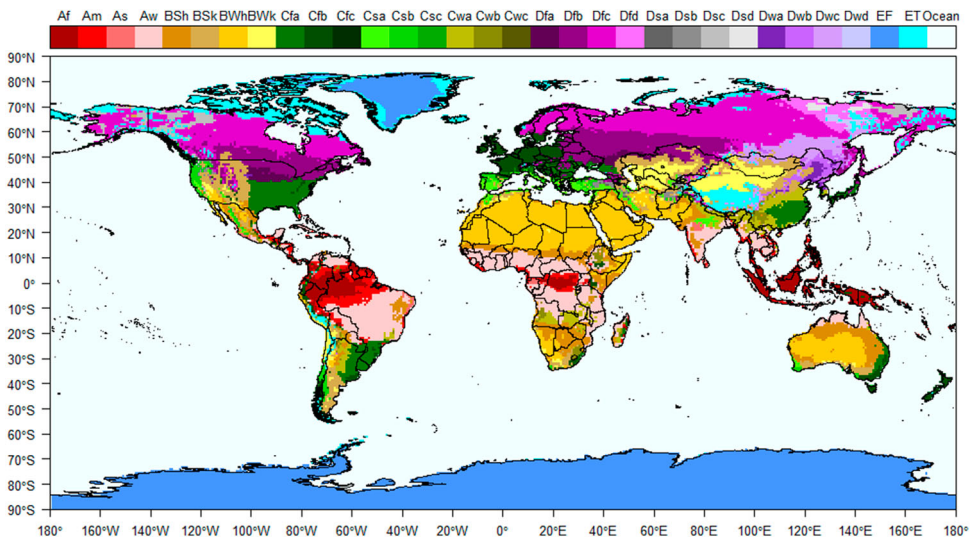 Af Am As Aw BSh BSk BWh BWk Cfa Cfb Cfc Csa Csb Csc Cwa Cwb Cwc Dfa Dfb Dfc Dfd Dsa Dsb Dsc Dsd Dwa Dwb Dwc Dwd EF ET Ocean
90°N
80°N
70°N
60°N
50°N
40°N
30°N
20°N
10°N
0°
10°S
20°S
30°S
40°S
50°S
60°S
70°S
80°S
90°S
180° 160°W 140°W 120°W 100°W 80°W 60°W 40°W 20°W 0° 20°E 40°E 60°E 80°E 100°E 120°E 140°E 160°E 180°